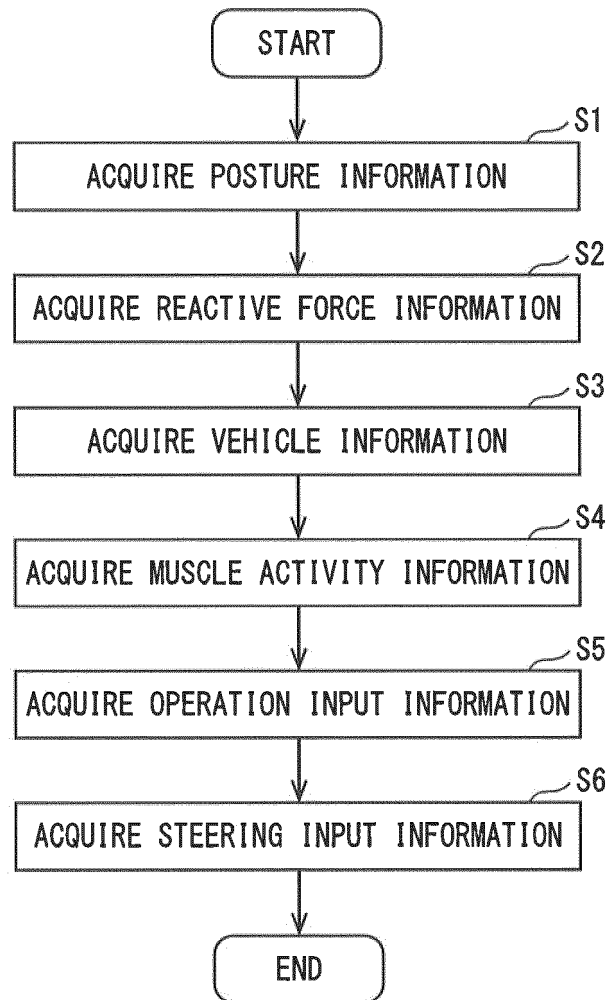 START
S1
ACQUIRE POSTURE INFORMATION
S2
ACQUIRE REACTIVE FORCE INFORMATION
S3
ACQUIRE VEHICLE INFORMATION
S4
ACQUIRE MUSCLE ACTIVITY INFORMATION
S5
ACQUIRE OPERATION INPUT INFORMATION
S6
ACQUIRE STEERING INPUT INFORMATION
END